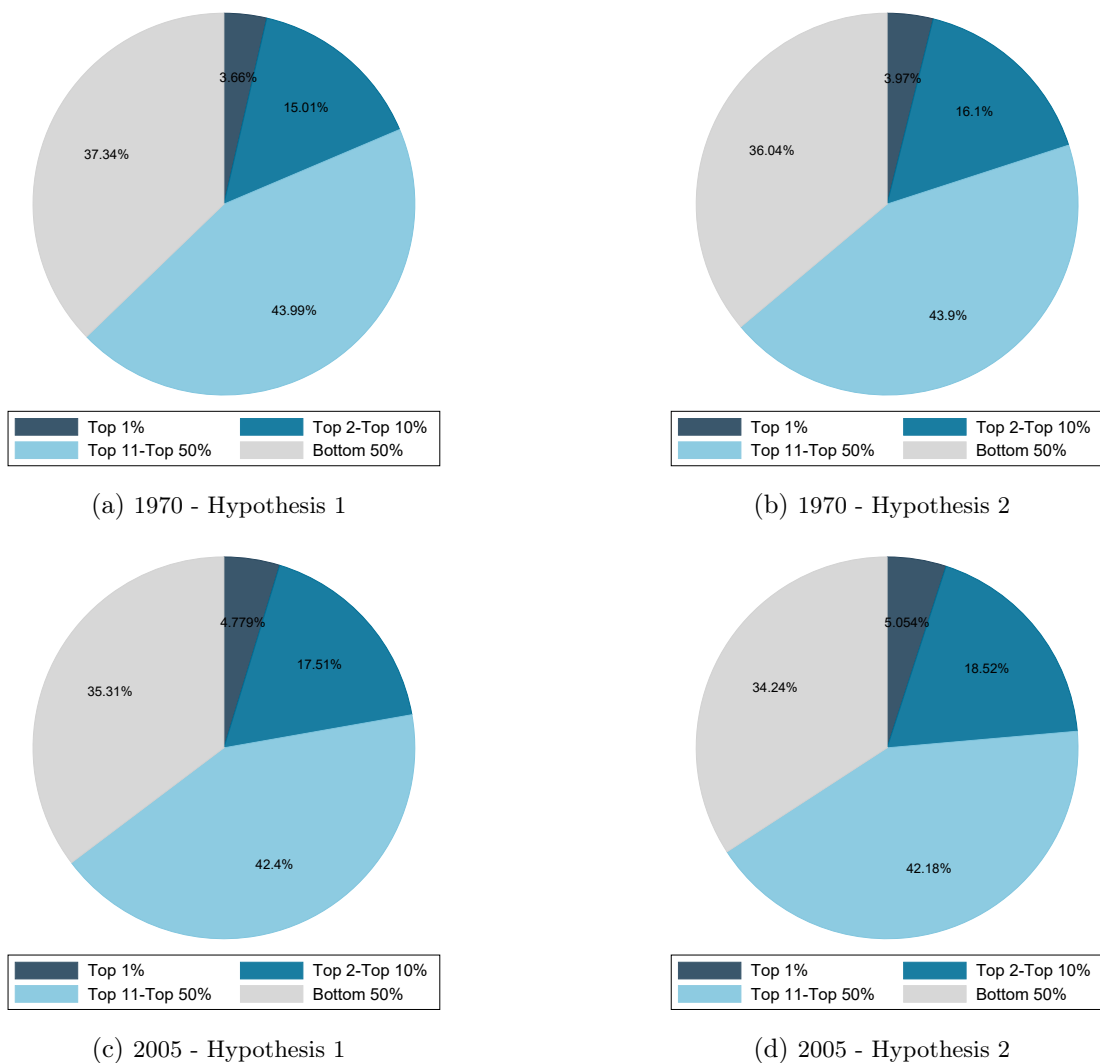 3.66%
15.01%
37.34%
43.99%
Top 1% Top 2-Top 10%
Top 11-Top 50% Bottom 50%
(a) 1970 - Hypothesis 1
3.97%
16.1%
36.04%
43.9%
Top 1% Top 2-Top 10%
Top 11-Top 50% Bottom 50%
(b) 1970 - Hypothesis 2
4.779%
17.51%
35.31%
42.4%
Top 1% Top 2-Top 10%
Top 11-Top 50% Bottom 50%
(c) 2005 - Hypothesis 1
5.054%
18.52%
34.24%
42.18%
Top 1% Top 2-Top 10%
Top 11-Top 50% Bottom 50%
(d) 2005 - Hypothesis 2